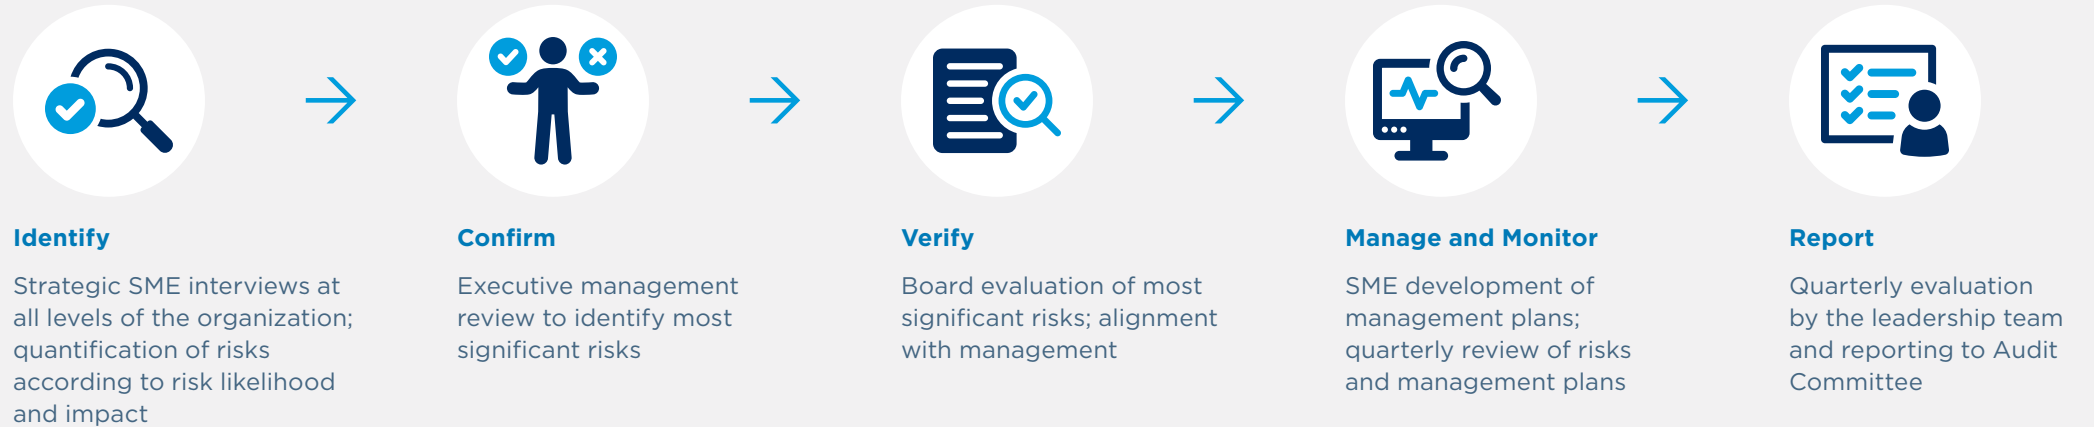 Identify
Strategic SME interviews at
all levels of the organization;
quantification of risks
according to risk likelihood
and impact
Confirm
Executive management
review to identify most
significant risks
Verify
Board evaluation of most
significant risks; alignment
with management
Manage and Monitor
SME development of
management plans;
quarterly review of risks
and management plans
Report
Quarterly evaluation
by the leadership team
and reporting to Audit
Committee